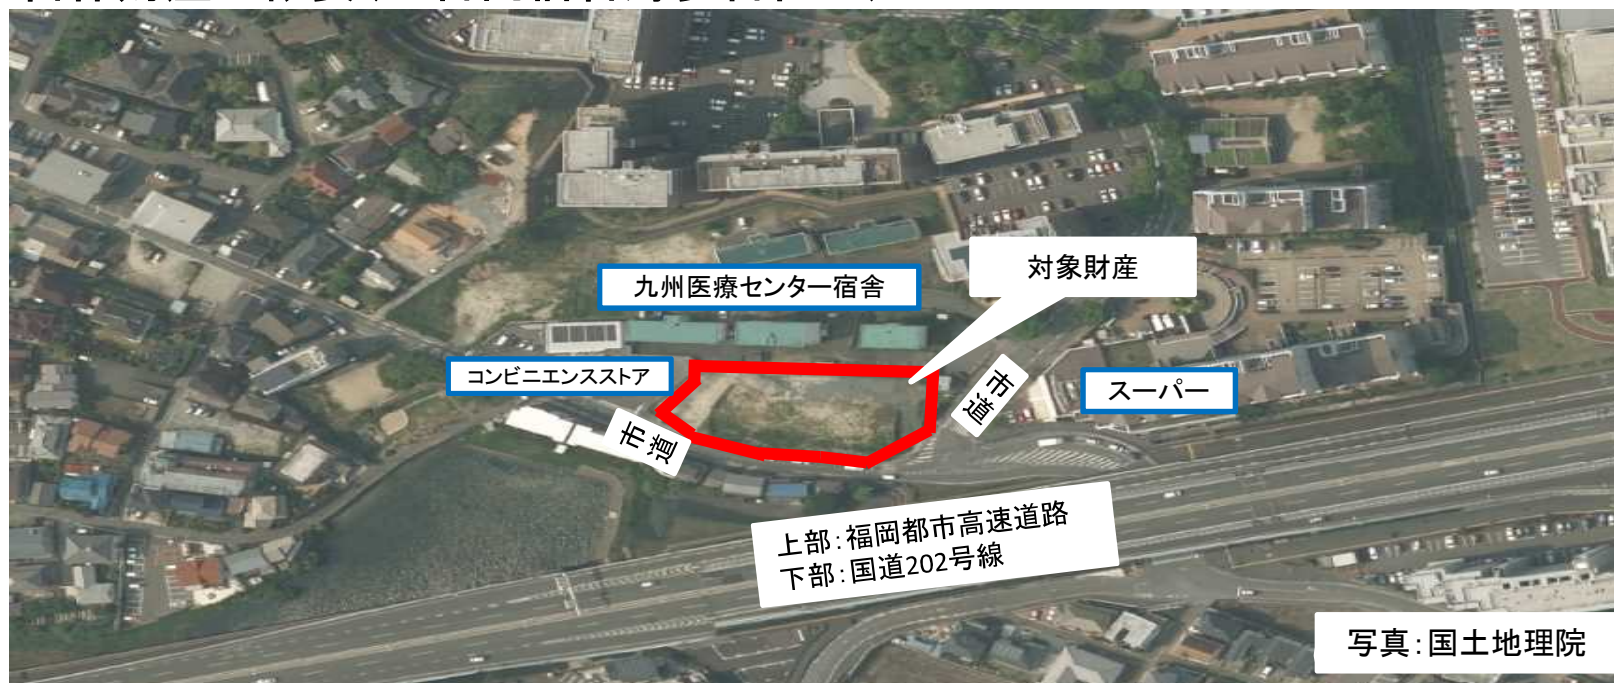 対象財産
九州医療センター宿舎
コンビニエンスストア
市道
スーパー
市道
上部：福岡都市高速道路
下部：国道202号線
写真：国土地理院